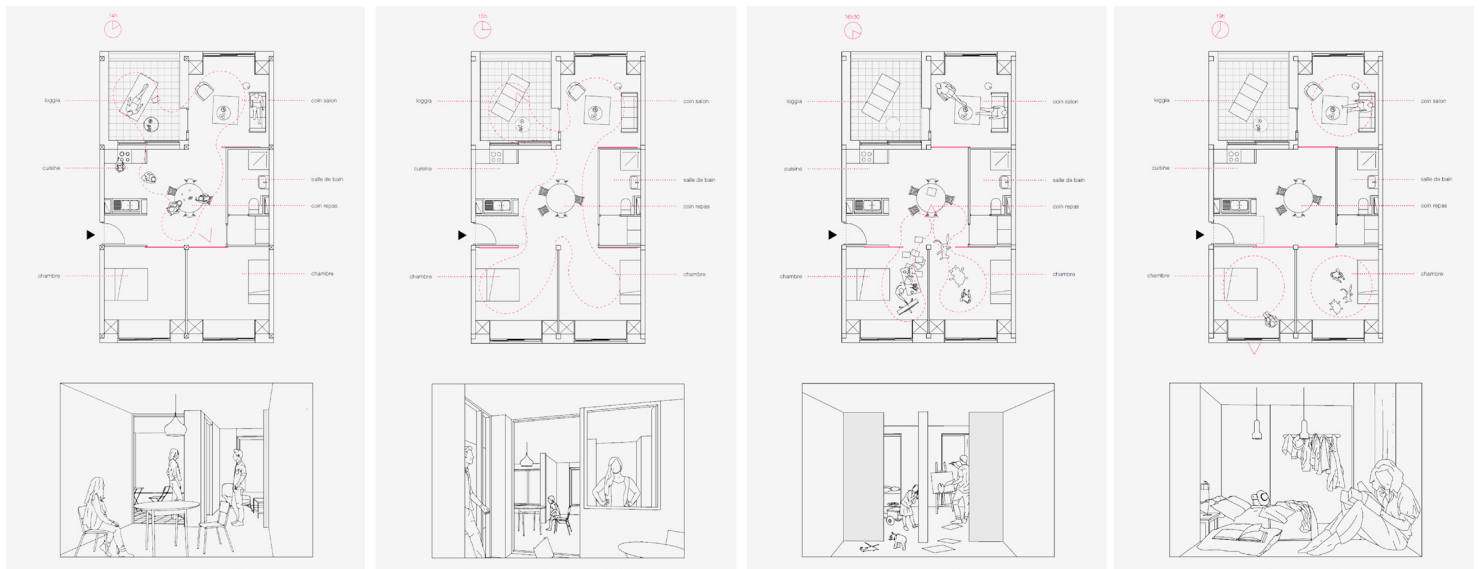 14h
loggia
coin salon
cuisine
salle de bain
coin repas
chambre
chambre
15h
loggia
coin salon
cuisine
salle de bain
coin repas
chambre
chambre
16h30
loggia
coin salon
cuisine
salle de bain
coin repas
chambre
chambre
19h
loggia
coin salon
cuisine
salle de bain
coin repas
chambre
chambre